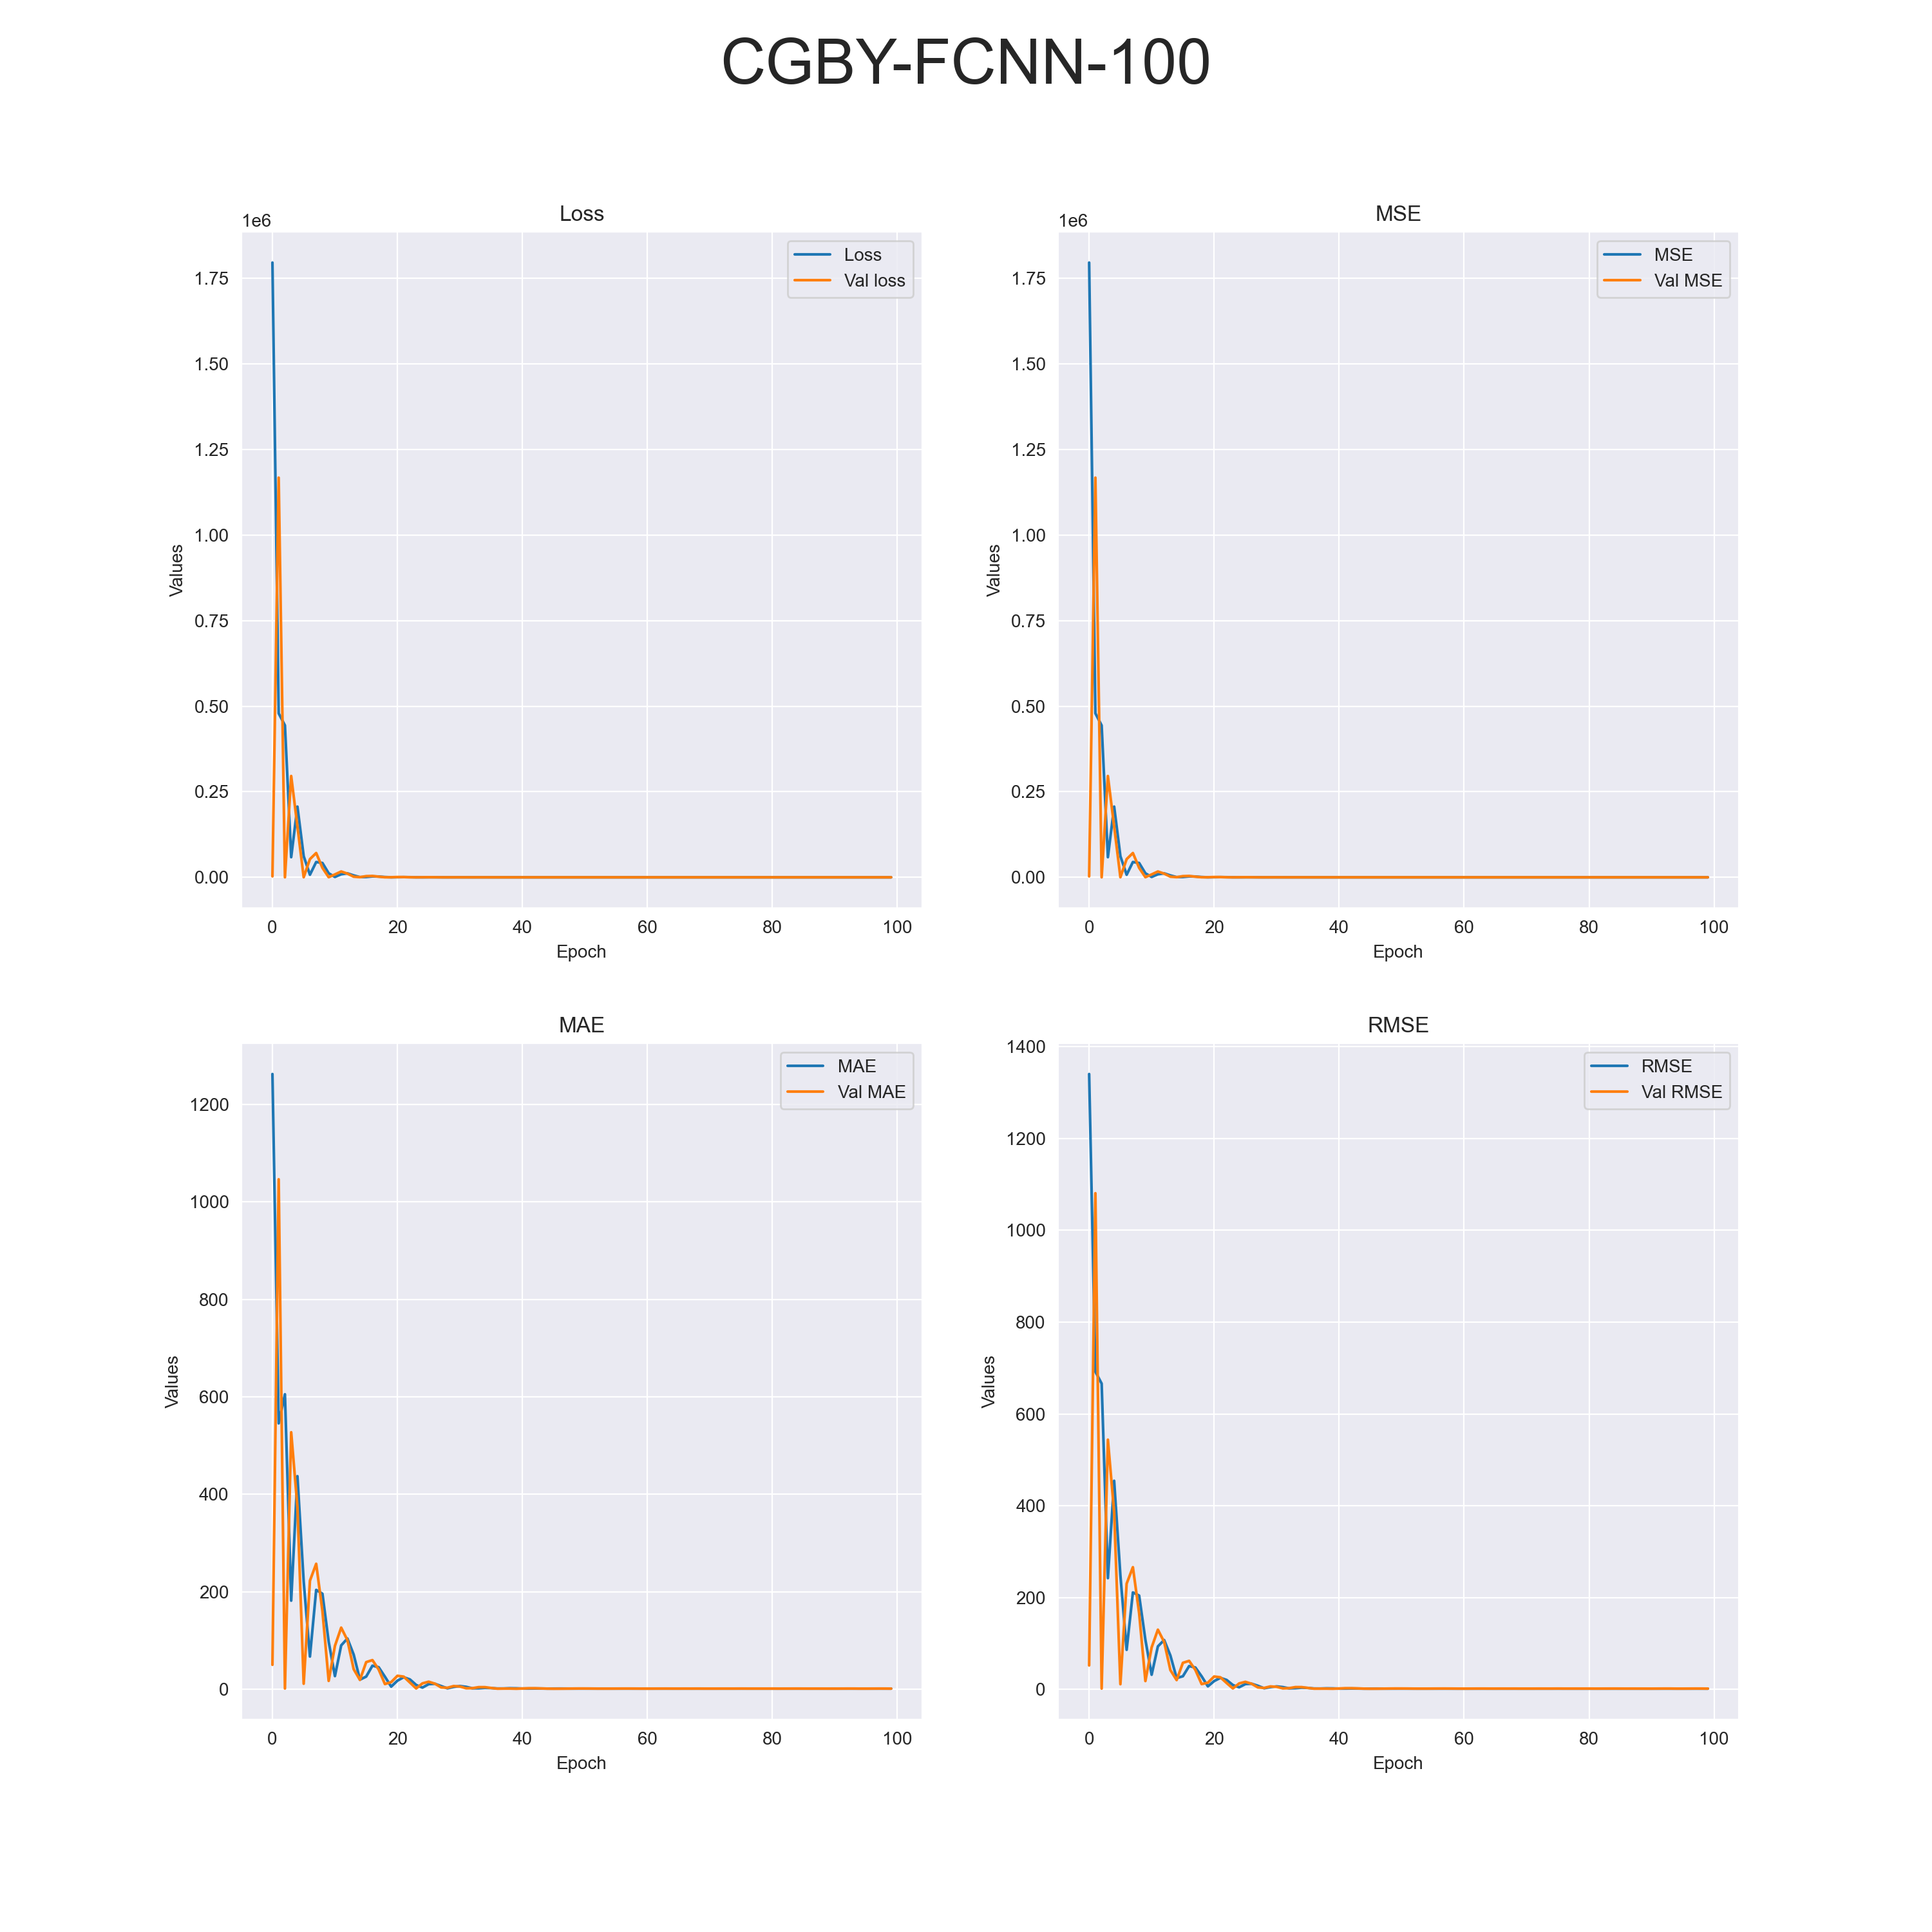 CGBY-FCNN-100
Loss
1e6
Loss
Val loss
1.75
1.50
1.25
1.00
0.75
0.50
0.25
0.00
Values
0 20 40 60 80 100
Epoch
MSE
1e6
MSE
Val MSE
1.75
1.50
1.25
1.00
0.75
0.50
0.25
0.00
Values
0 20 40 60 80 100
Epoch
MAE
MAE
Val MAE
1200
1000
800
600
400
200
0
Values
0 20 40 60 80 100
Epoch
RMSE
RMSE
Val RMSE
1400
1200
1000
800
600
400
200
0
Values
0 20 40 60 80 100
Epoch